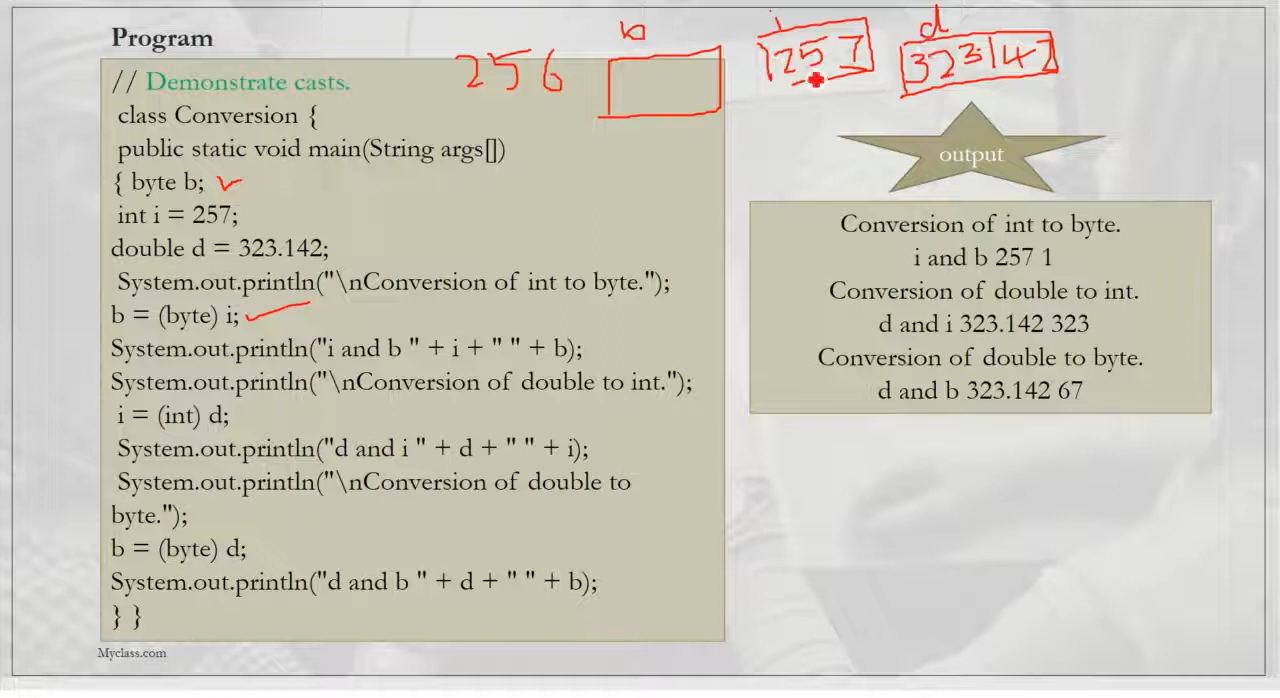 Program
// Demonstrate casts.
class Conversion {
public static void main(String args[])
{ byte b;
int i = 257;
double d = 323.142;
System.out.println("\nConversion of int to byte.");
b = (byte) i;
System.out.println("i and b " + i + " " + b);
System.out.println("\nConversion of double to int.");
i = (int) d;
System.out.println("d and i " + d + " " + i);
System.out.println("\nConversion of double to
byte.");
b = (byte) d;
System.out.println("d and b " + d + " " + b);
} }
Myclass.com
256
b
i
257
d
323142
output
Conversion of int to byte.
i and b 257 1
Conversion of double to int.
d and i 323.142 323
Conversion of double to byte.
d and b 323.142 67